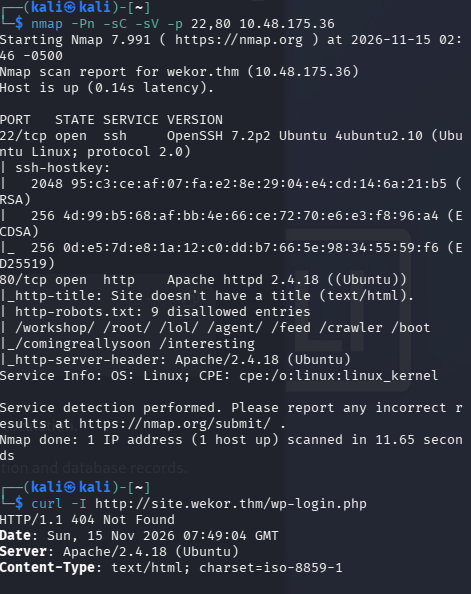 ┌──(kali㉿kali)-[~]
└─$ nmap -Pn -sC -sV -p 22,80 10.48.175.36
Starting Nmap 7.991 ( https://nmap.org ) at 2026-11-15 02:
46 -0500
Nmap scan report for wekor.thm (10.48.175.36)
Host is up (0.14s latency).

PORT   STATE SERVICE VERSION
22/tcp open  ssh     OpenSSH 7.2p2 Ubuntu 4ubuntu2.10 (Ubu
ntu Linux; protocol 2.0)
| ssh-hostkey:
|   2048 95:c3:ce:af:07:fa:e2:8e:29:04:e4:cd:14:6a:21:b5 (
RSA)
|   256 4d:99:b5:68:af:bb:4e:66:ce:72:70:e6:e3:f8:96:a4 (E
CDSA)
|_  256 0d:e5:7d:e8:1a:12:c0:dd:b7:66:5e:98:34:55:59:f6 (E
D25519)
80/tcp open  http    Apache httpd 2.4.18 ((Ubuntu))
|_http-title: Site doesn't have a title (text/html).
| http-robots.txt: 9 disallowed entries
| /workshop/ /root/ /lol/ /agent/ /feed /crawler /boot
|_/comingreallysoon /interesting
|_http-server-header: Apache/2.4.18 (Ubuntu)
Service Info: OS: Linux; CPE: cpe:/o:linux:linux_kernel

Service detection performed. Please report any incorrect r
esults at https://nmap.org/submit/ .
Nmap done: 1 IP address (1 host up) scanned in 11.65 secon
ds
tion and database records.
┌──(kali㉿kali)-[~]
└─$ curl -I http://site.wekor.thm/wp-login.php
HTTP/1.1 404 Not Found
Date: Sun, 15 Nov 2026 07:49:04 GMT
Server: Apache/2.4.18 (Ubuntu)
Content-Type: text/html; charset=iso-8859-1